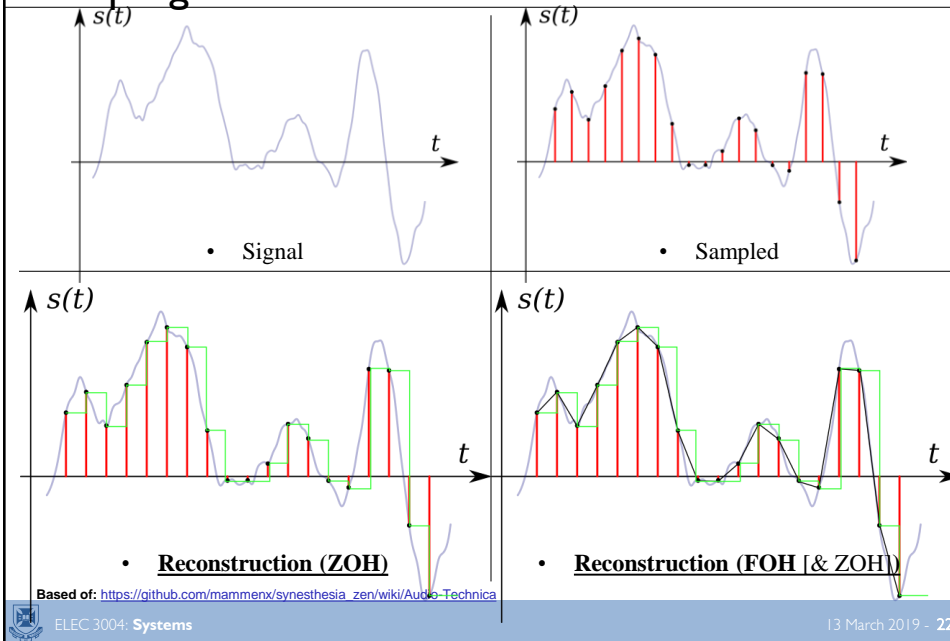 s(t)
s(t)
t
t
• Signal
• Sampled
s(t)
s(t)
t
t
• Reconstruction (ZOH)
• Reconstruction (FOH [& ZOH])
Based of: https://github.com/mammenx/synesthesia_zen/wiki/Audio-Technica
ELEC 3004: Systems
13 March 2019 -